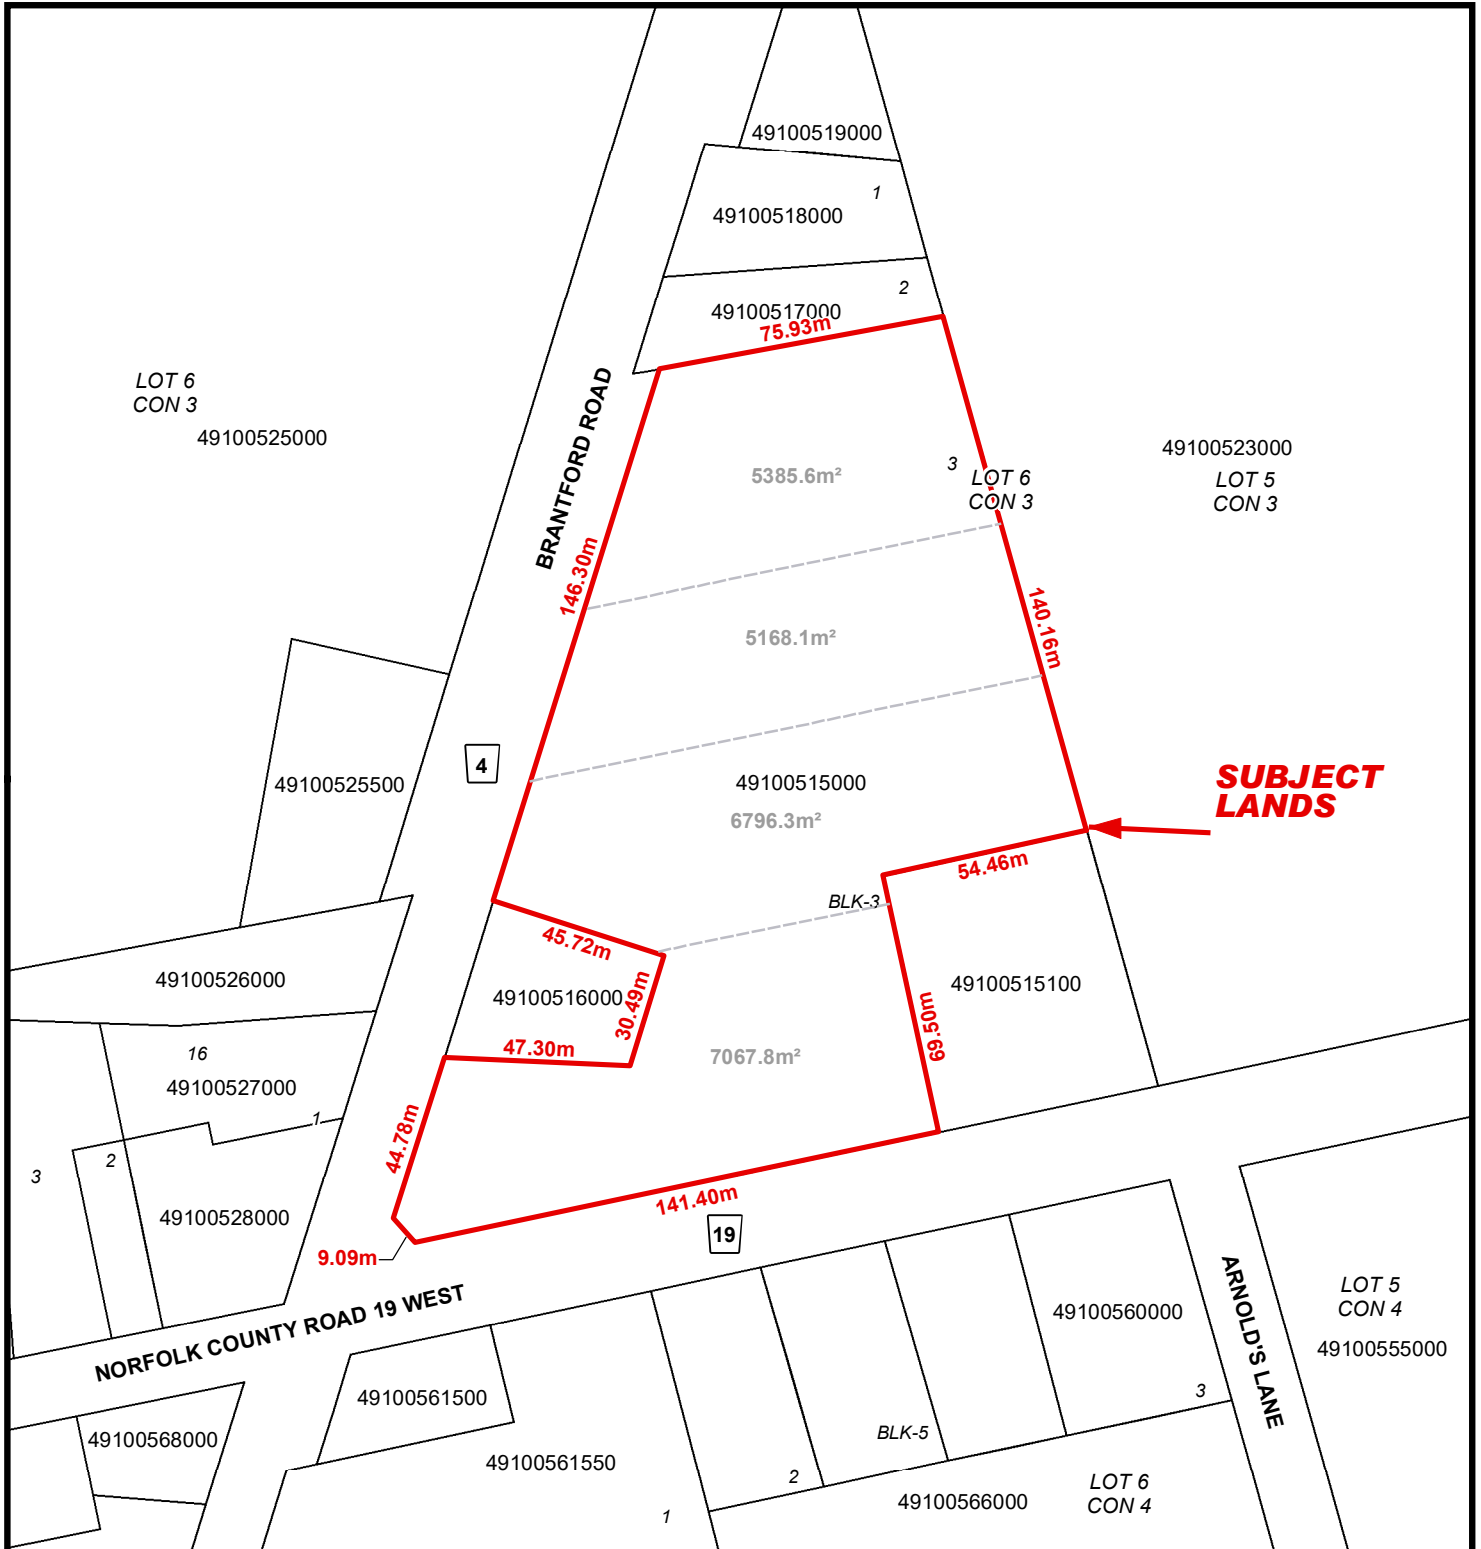 49100519000
1
49100518000
2
49100517000
75.93m
LOT 6
CON 3
49100525000
BRANTFORD ROAD
49100523000
LOT 5
CON 3
3
LOT 6
CON 3
5385.6m²
146.30m
140.16m
5168.1m²
4
49100525500
49100515000
6796.3m²
SUBJECT
LANDS
54.46m
BLK-3
45.72m
49100526000
49100516000
30.49m
49100515100
69.50m
47.30m
7067.8m²
16
49100527000
1
44.78m
2
3
49100528000
141.40m
19
9.09m
NORFOLK COUNTY ROAD 19 WEST
ARNOLD'S LANE
LOT 5
CON 4
49100555000
49100560000
3
49100561500
49100568000
BLK-5
49100561550
2
49100566000
LOT 6
CON 4
1